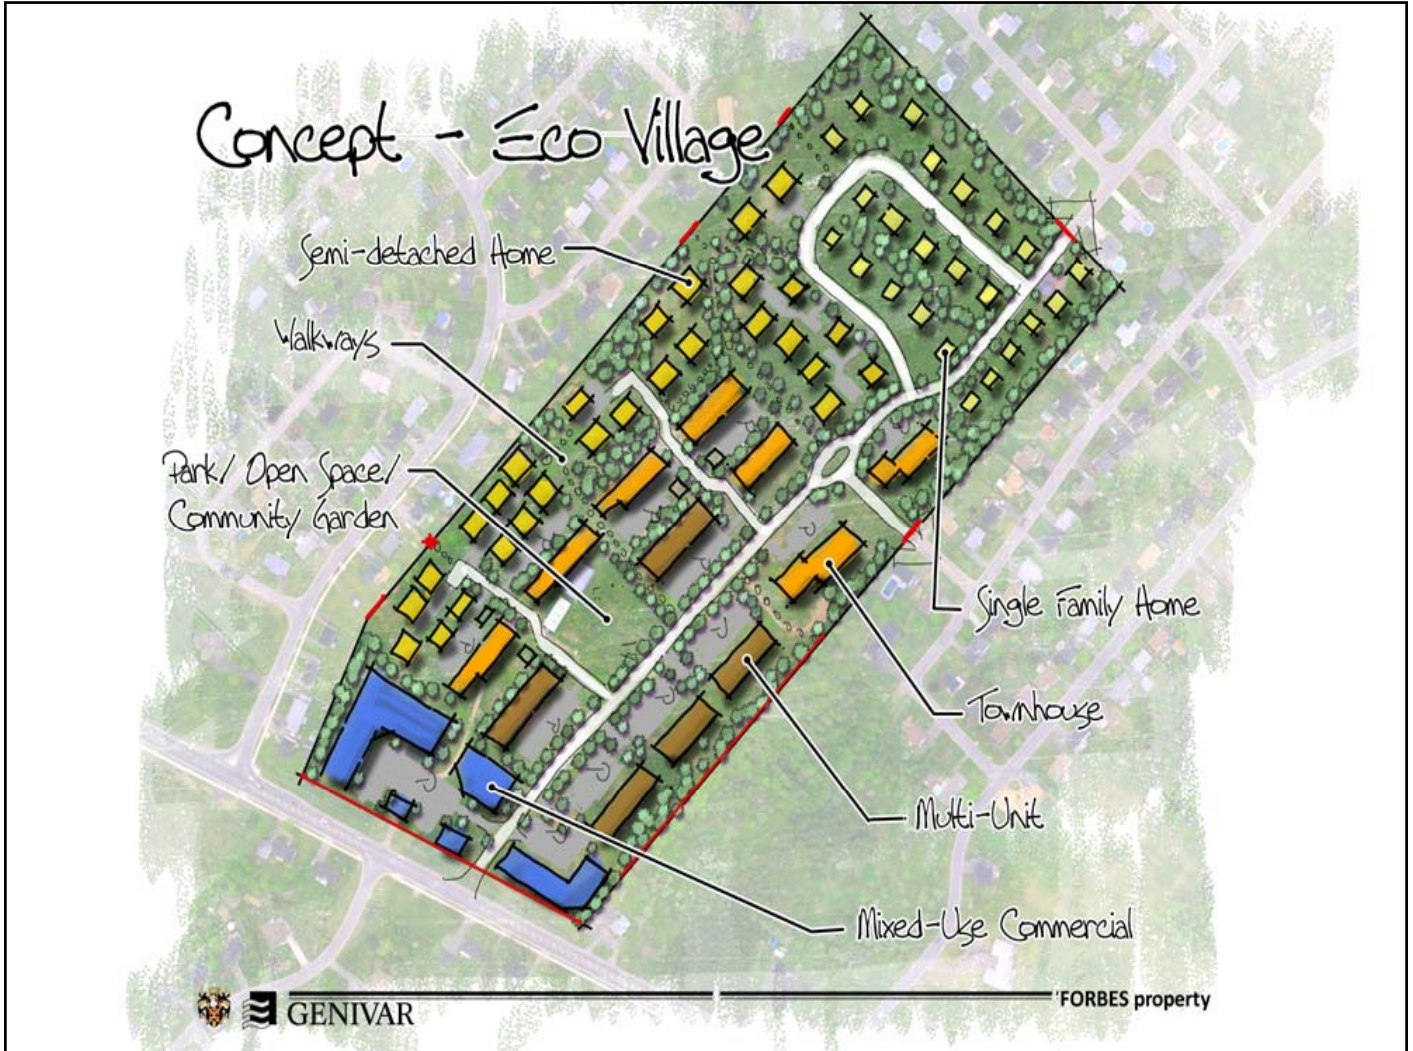 Concept - Eco Village
Semi-detached Home
Walkways
Park/ Open Space/
Community Garden
Single Family Home
Townhouse
Multi-Unit
Mixed-Use Commercial
GENIVAR
FORBES property